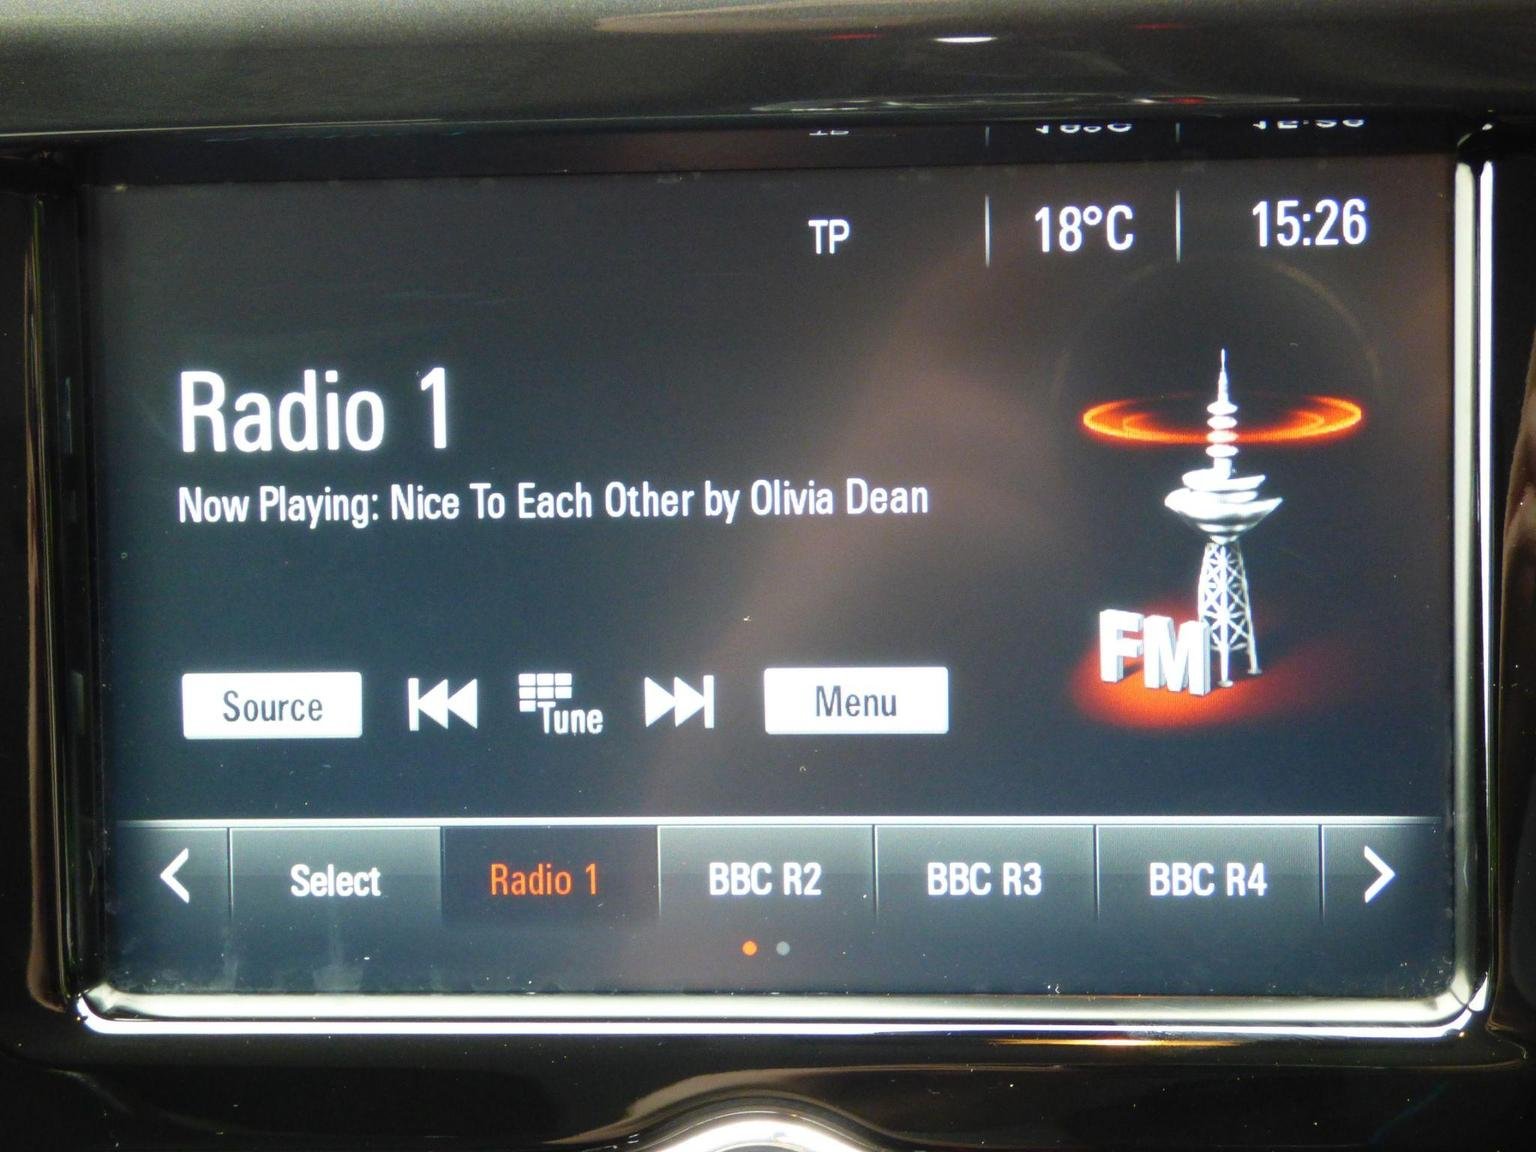 TP 18°C 15:26
Radio 1
Now Playing: Nice To Each Other by Olivia Dean
FM
Source Tune Menu
Select Radio 1 BBC R2 BBC R3 BBC R4